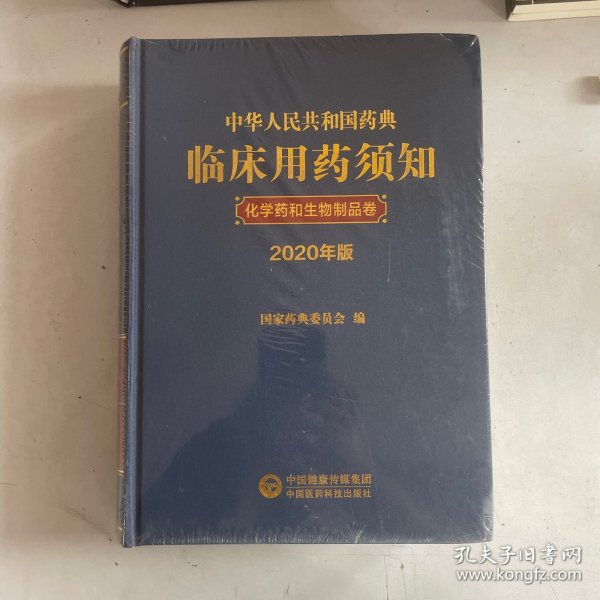 中华人民共和国药典
临床用药须知
化学药和生物制品卷
2020年版
国家药典委员会 编
中国健康传媒集团
中国医药科技出版社
孔夫子旧书网
www.kongfz.com